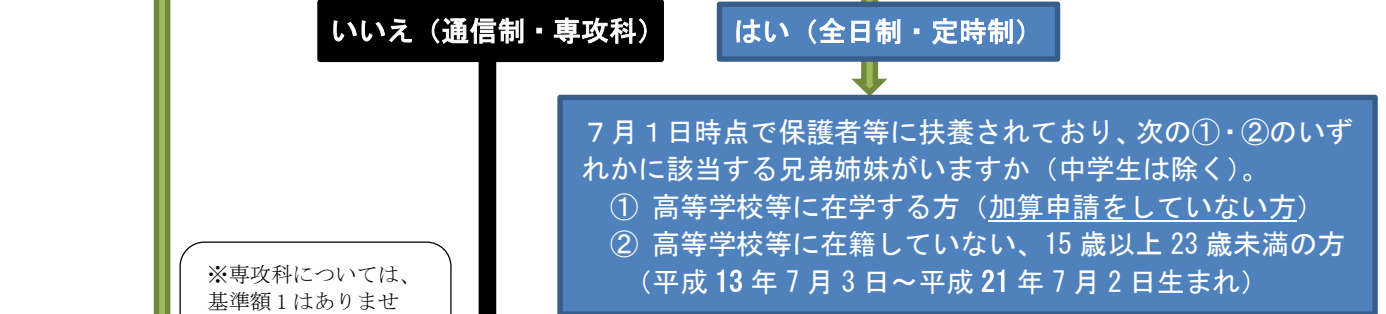 いいえ（通信制・専攻科）
はい（全日制・定時制）
７月１日時点で保護者等に扶養されており、次の①・②のいず
れかに該当する兄弟姉妹がいますか（中学生は除く）。
① 高等学校等に在学する方（加算申請をしていない方）
② 高等学校等に在籍していない、15 歳以上 23 歳未満の方
（平成 13 年 7 月 3 日～平成 21 年 7 月 2 日生まれ）
※専攻科については、
基準額１はありませ